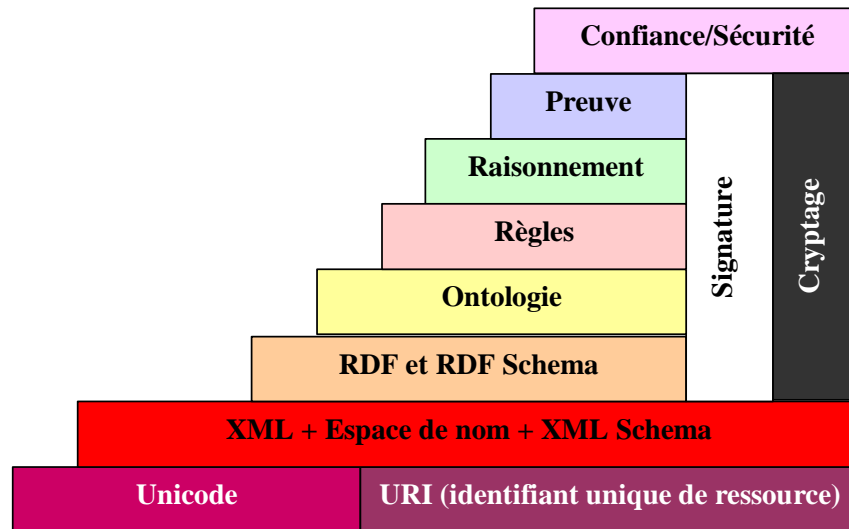 Confiance/Sécurité
Preuve
Raisonnement
Règles
Ontologie
RDF et RDF Schema
Signature
Cryptage
XML + Espace de nom + XML Schema
Unicode
URI (identifiant unique de ressource)